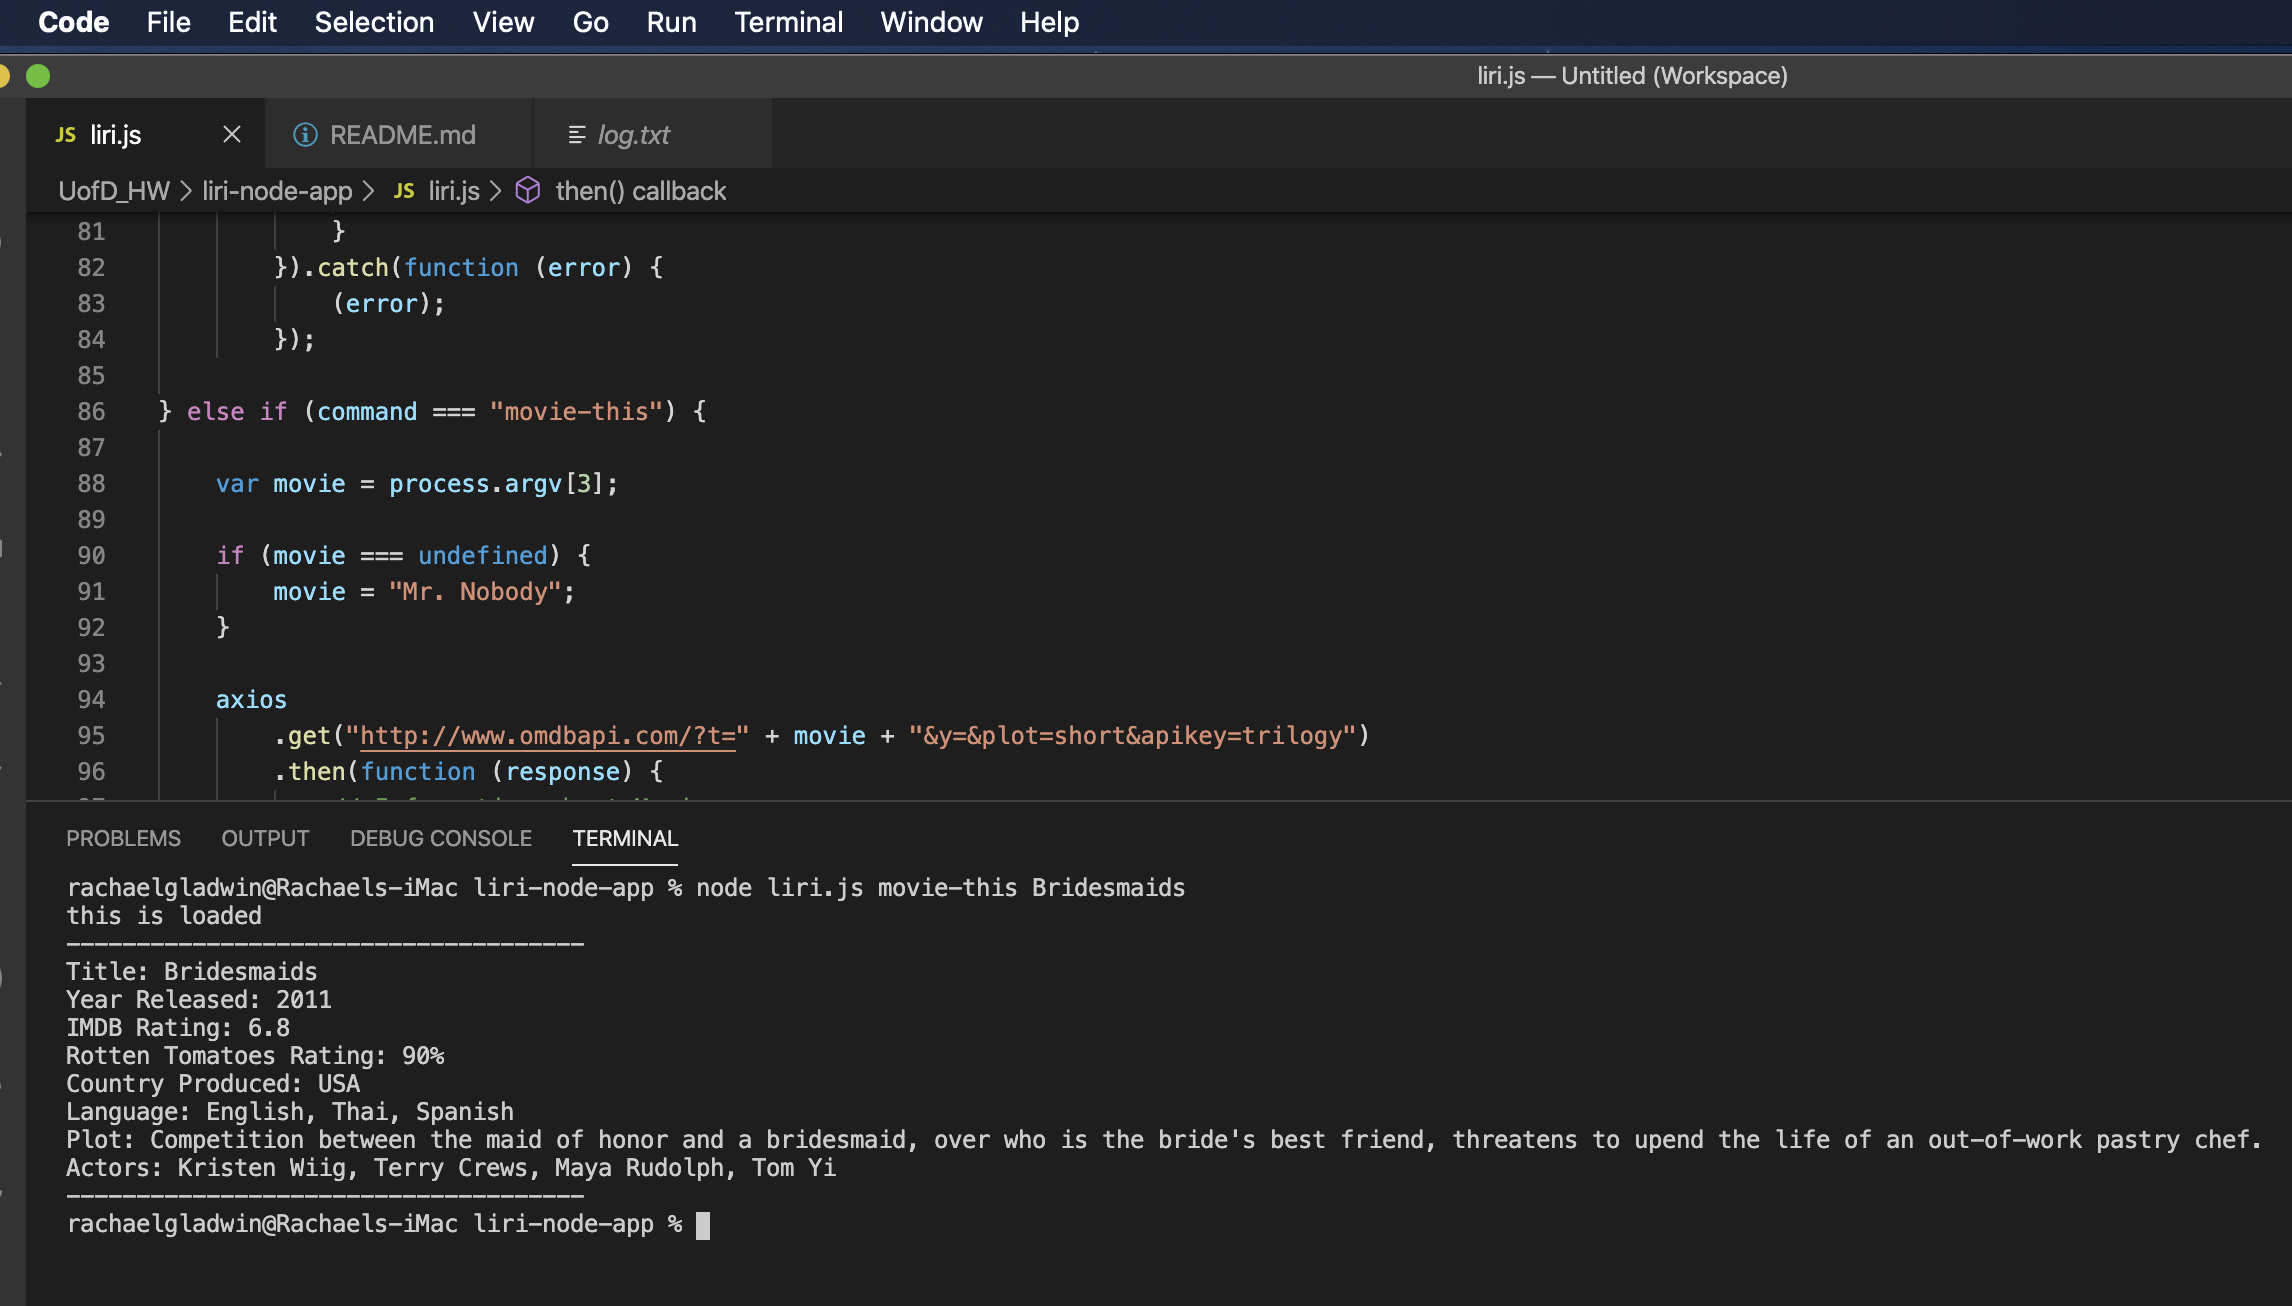 Code File Edit Selection View Go Run Terminal Window Help
liri.js — Untitled (Workspace)
JS liri.js README.md log.txt
UofD_HW > liri-node-app > JS liri.js > then() callback
81 }
82 }).catch(function (error) {
83 (error);
84 });
85
86 } else if (command === "movie-this") {
87
88 var movie = process.argv[3];
89
90 if (movie === undefined) {
91 movie = "Mr. Nobody";
92 }
93
94 axios
95 .get("http://www.omdbapi.com/?t=" + movie + "&y=&plot=short&apikey=trilogy")
96 .then(function (response) {
PROBLEMS OUTPUT DEBUG CONSOLE TERMINAL
rachaelgladwin@Rachaels-iMac liri-node-app % node liri.js movie-this Bridesmaids
this is loaded
-------------------------------------
Title: Bridesmaids
Year Released: 2011
IMDB Rating: 6.8
Rotten Tomatoes Rating: 90%
Country Produced: USA
Language: English, Thai, Spanish
Plot: Competition between the maid of honor and a bridesmaid, over who is the bride's best friend, threatens to upend the life of an out-of-work pastry chef.
Actors: Kristen Wiig, Terry Crews, Maya Rudolph, Tom Yi
-------------------------------------
rachaelgladwin@Rachaels-iMac liri-node-app %